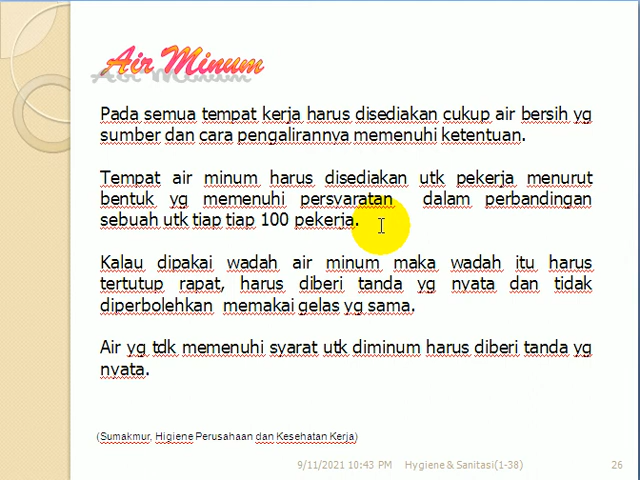 Air Minum
Pada semua tempat kerja harus disediakan cukup air bersih yg
sumber dan cara pengalirannya memenuhi ketentuan.
Tempat air minum harus disediakan utk pekerja menurut
bentuk yg memenuhi persyaratan dalam perbandingan
sebuah utk tiap tiap 100 pekerja.
Kalau dipakai wadah air minum maka wadah itu harus
tertutup rapat, harus diberi tanda yg nyata dan tidak
diperbolehkan memakai gelas yg sama.
Air yg tdk memenuhi syarat utk diminum harus diberi tanda yg
nyata.
(Sumakmur, Higiene Perusahaan dan Kesehatan Kerja)
9/11/2021 10:43 PM Hygiene & Sanitasi(1-38) 26